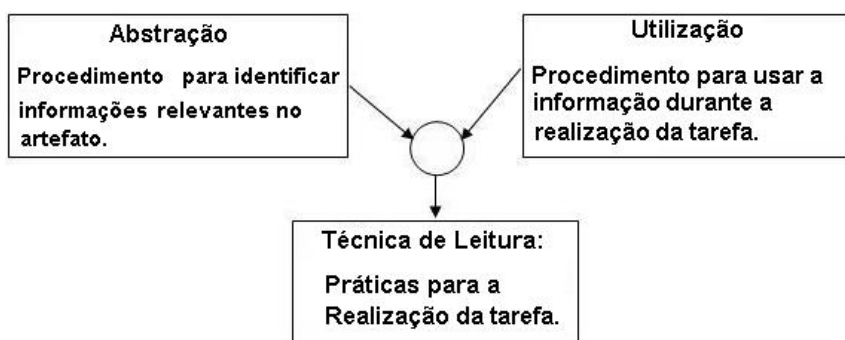 Abstração
Procedimento para identificar
informações relevantes no
artefato.
Utilização
Procedimento para usar a
informação durante a
realização da tarefa.
Técnica de Leitura:
Práticas para a
Realização da tarefa.